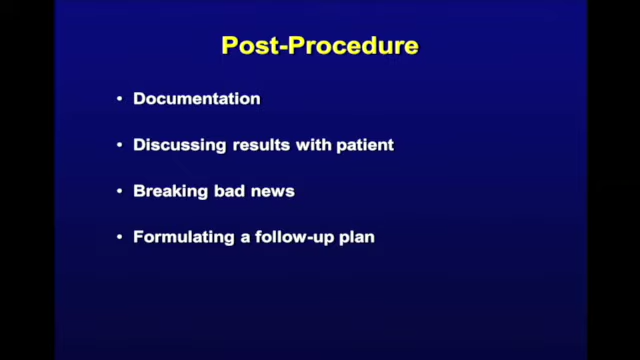 Post-Procedure
• Documentation
• Discussing results with patient
• Breaking bad news
• Formulating a follow-up plan